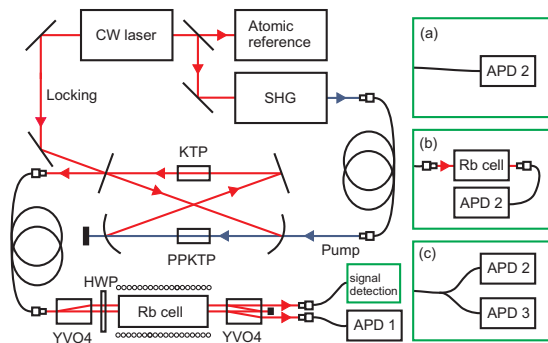 CW laser
Atomic
reference
(a)
APD 2
Locking
SHG
(b)
Rb cell
APD 2
KTP
PPKTP
Pump
(c)
APD 2
APD 3
HWP
signal
detection
YVO4
Rb cell
YVO4
APD 1